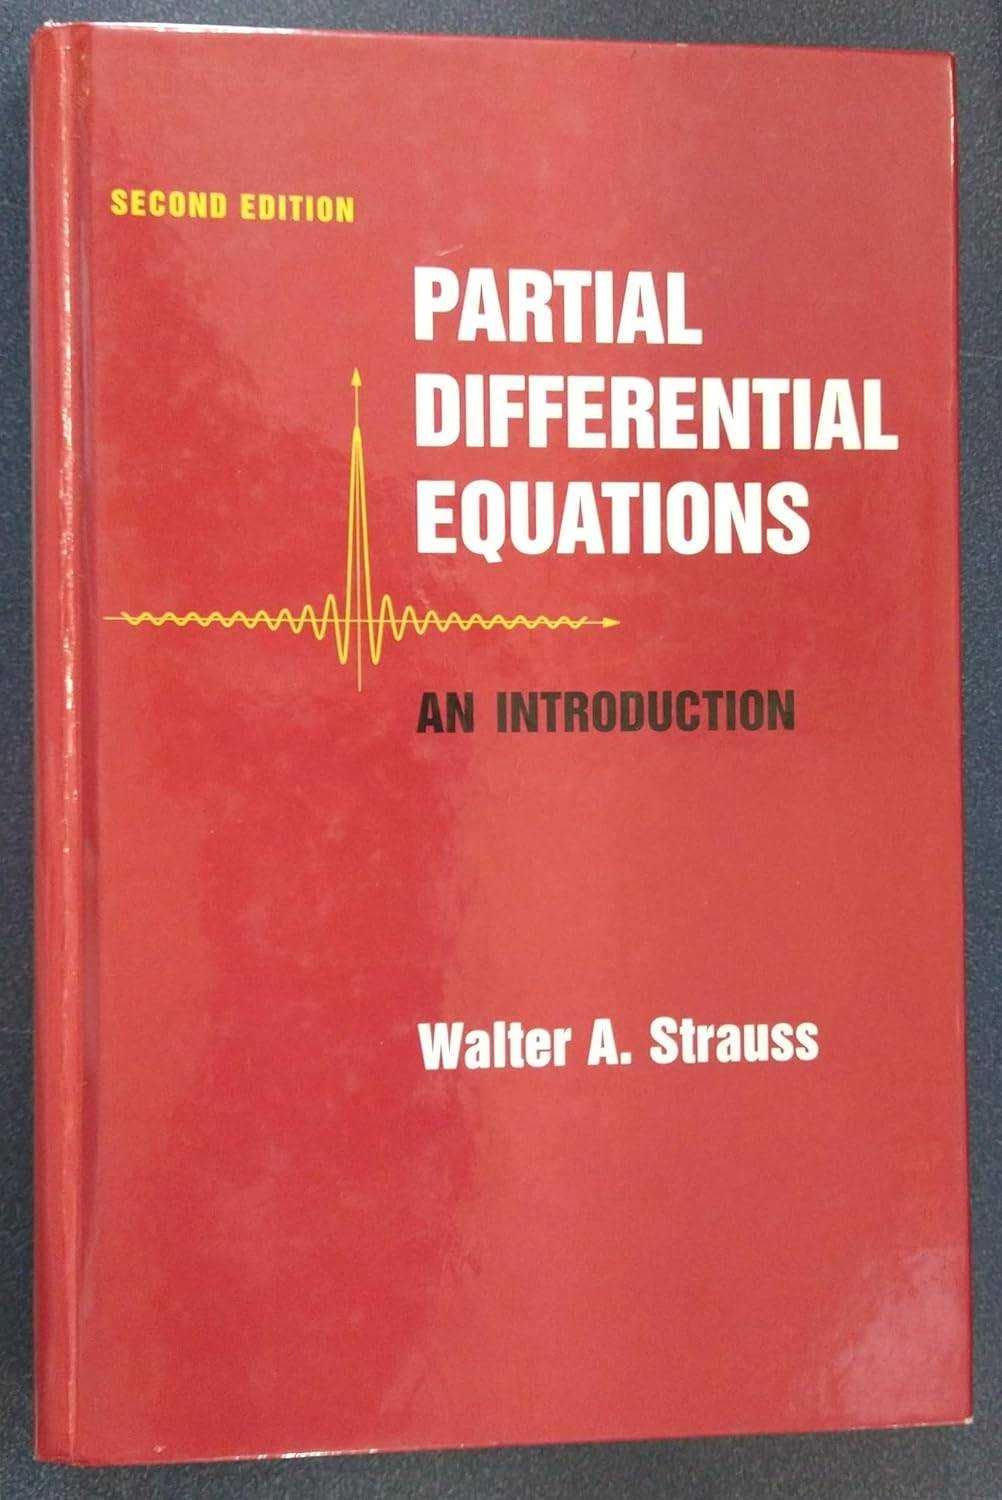 SECOND EDITION
PARTIAL
DIFFERENTIAL
EQUATIONS
AN INTRODUCTION
Walter A. Strauss